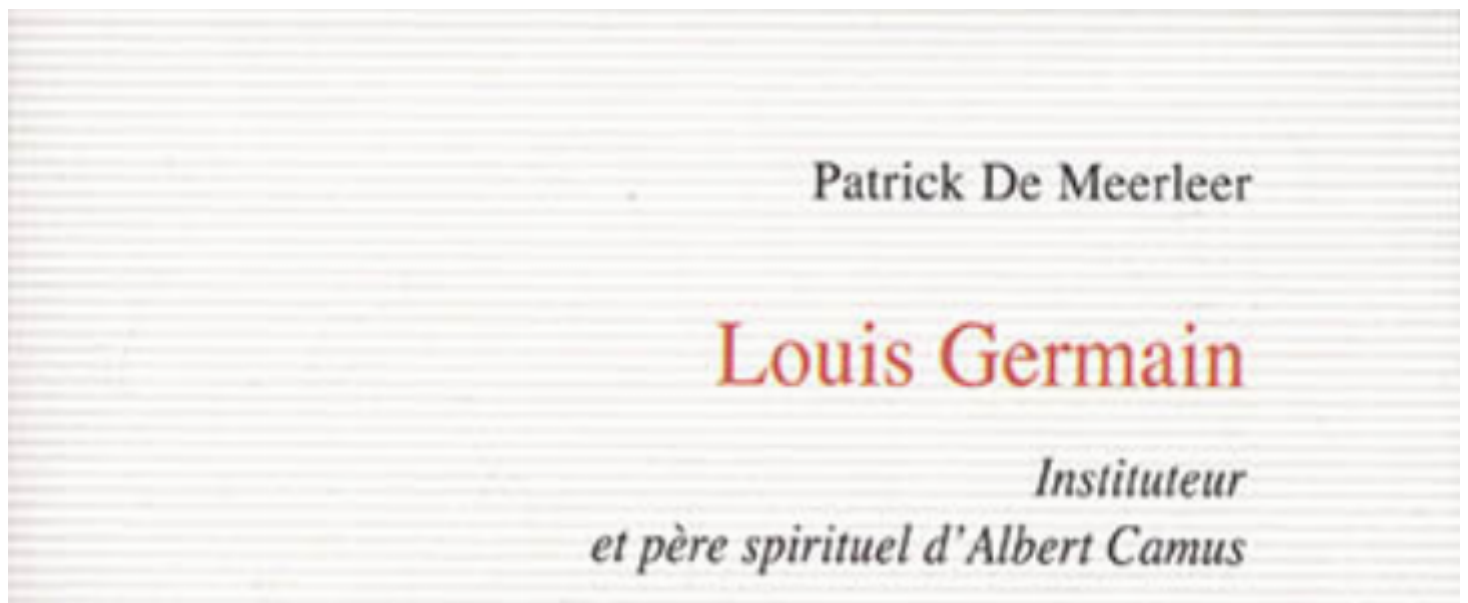 Patrick De Meerleer
Louis Germain
Instituteur
et père spirituel d'Albert Camus